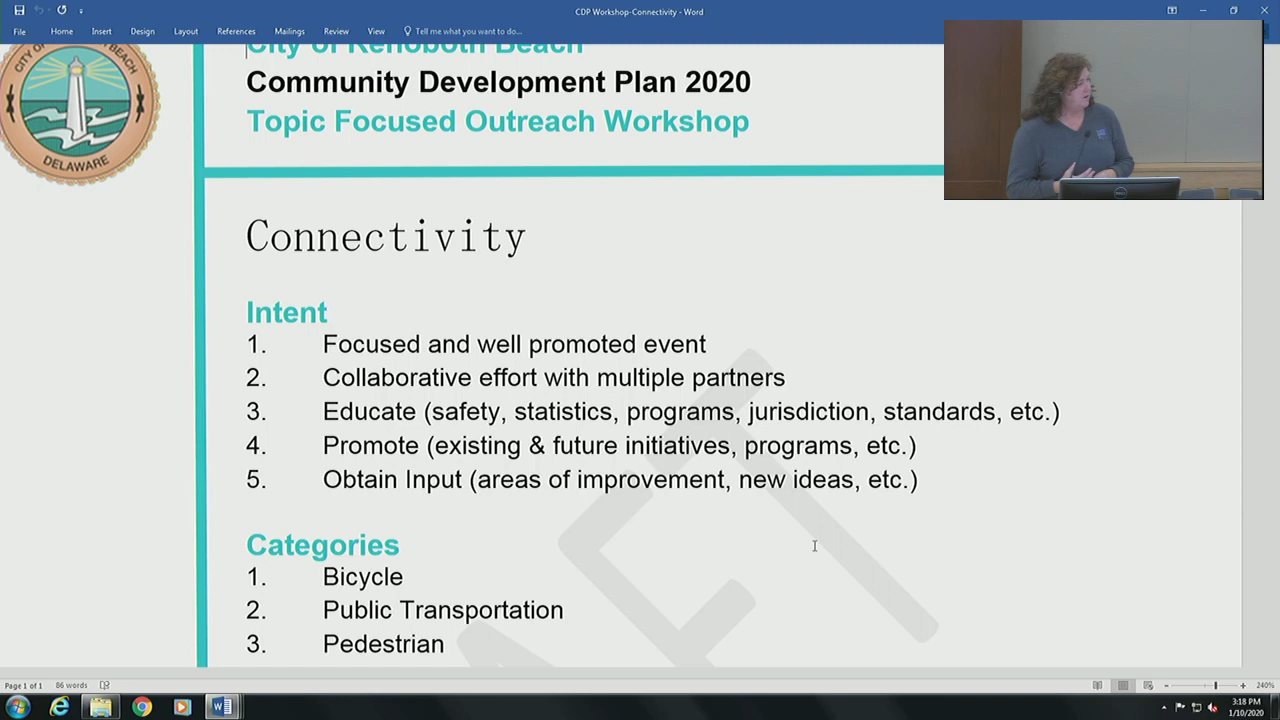 CDP Workshop-Connectivity - Word
File Home Insert Design Layout References Mailings Review View Tell me what you want to do...
City of Rehoboth Beach
CITY OF BEACH
DELAWARE
Community Development Plan 2020
Topic Focused Outreach Workshop
Connectivity
Intent
1. Focused and well promoted event
2. Collaborative effort with multiple partners
3. Educate (safety, statistics, programs, jurisdiction, standards, etc.)
4. Promote (existing & future initiatives, programs, etc.)
5. Obtain Input (areas of improvement, new ideas, etc.)
Categories
1. Bicycle
2. Public Transportation
3. Pedestrian
Page 1 of 1 86 words 240%
3:18 PM
1/10/2020